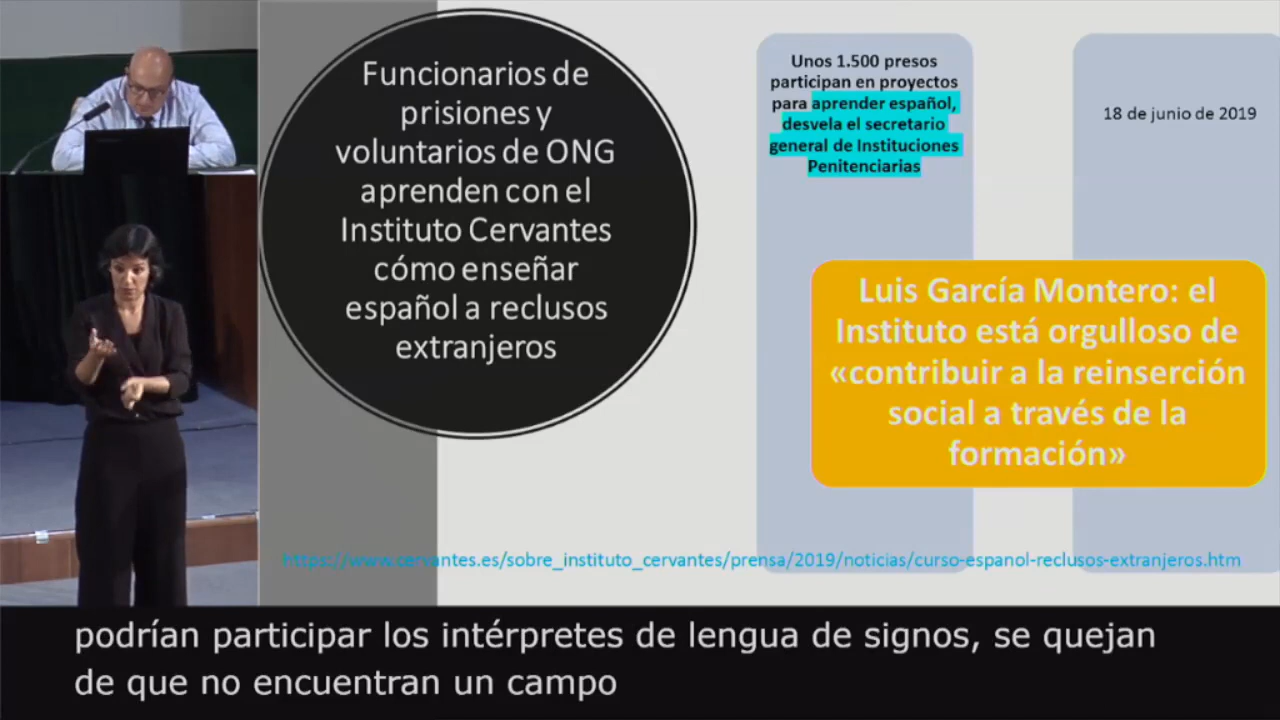 Funcionarios de
prisiones y
voluntarios de ONG
aprenden con el
Instituto Cervantes
cómo enseñar
español a reclusos
extranjeros
Unos 1.500 presos
participan en proyectos
para aprender español,
desvela el secretario
general de Instituciones
Penitenciarias
18 de junio de 2019
Luis García Montero: el
Instituto está orgulloso de
«contribuir a la reinserción
social a través de la
formación»
https://www.cervantes.es/sobre_instituto_cervantes/prensa/2019/noticias/curso-espanol-reclusos-extranjeros.htm
podrían participar los intérpretes de lengua de signos, se quejan
de que no encuentran un campo